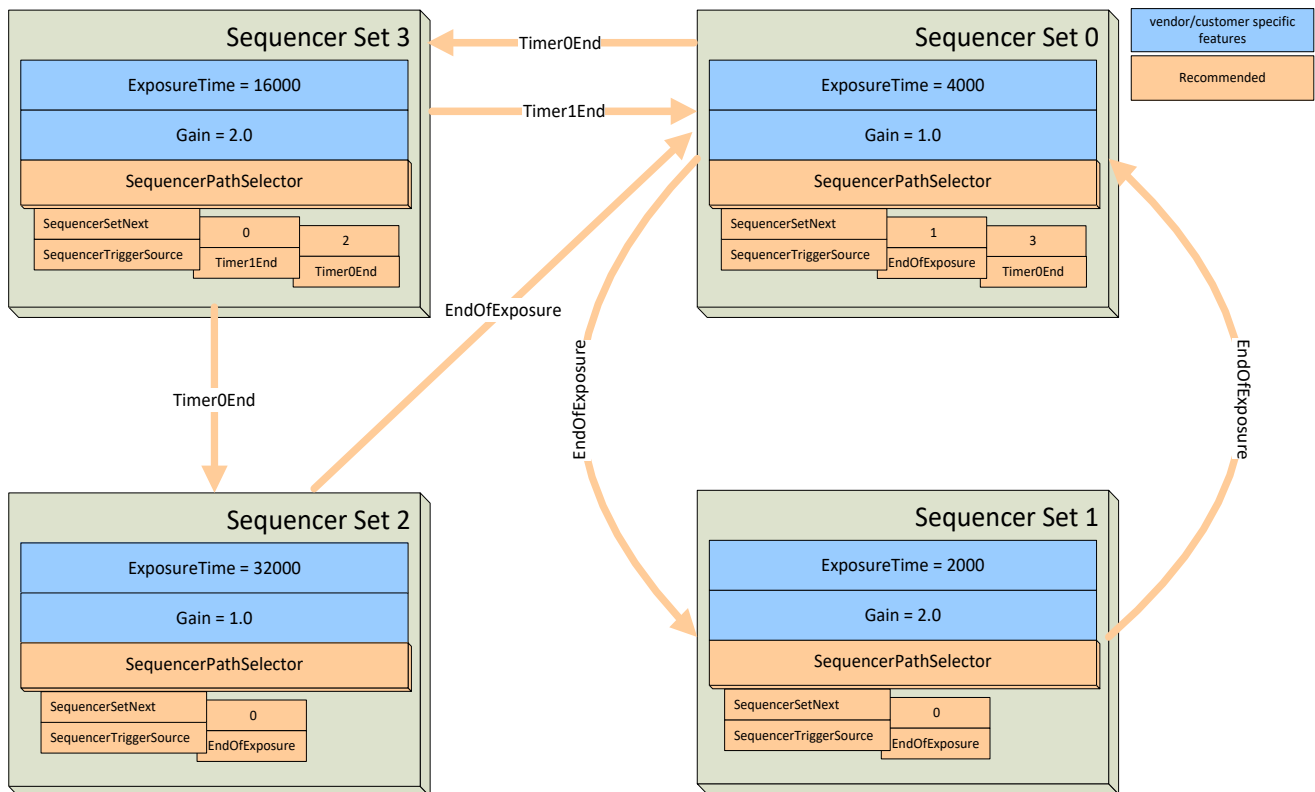 Sequencer Set 3
ExposureTime = 16000
Gain = 2.0
SequencerPathSelector
SequencerSetNext
0
2
SequencerTriggerSource
Timer1End
Timer0End
Timer0End
Timer1End
Sequencer Set 0
ExposureTime = 4000
Gain = 1.0
SequencerPathSelector
SequencerSetNext
1
3
SequencerTriggerSource
EndOfExposure
Timer0End
vendor/customer specific
features
Recommended
Timer0End
EndOfExposure
EndOfExposure
EndOfExposure
Sequencer Set 2
ExposureTime = 32000
Gain = 1.0
SequencerPathSelector
SequencerSetNext
0
SequencerTriggerSource
EndOfExposure
Sequencer Set 1
ExposureTime = 2000
Gain = 2.0
SequencerPathSelector
SequencerSetNext
0
SequencerTriggerSource
EndOfExposure